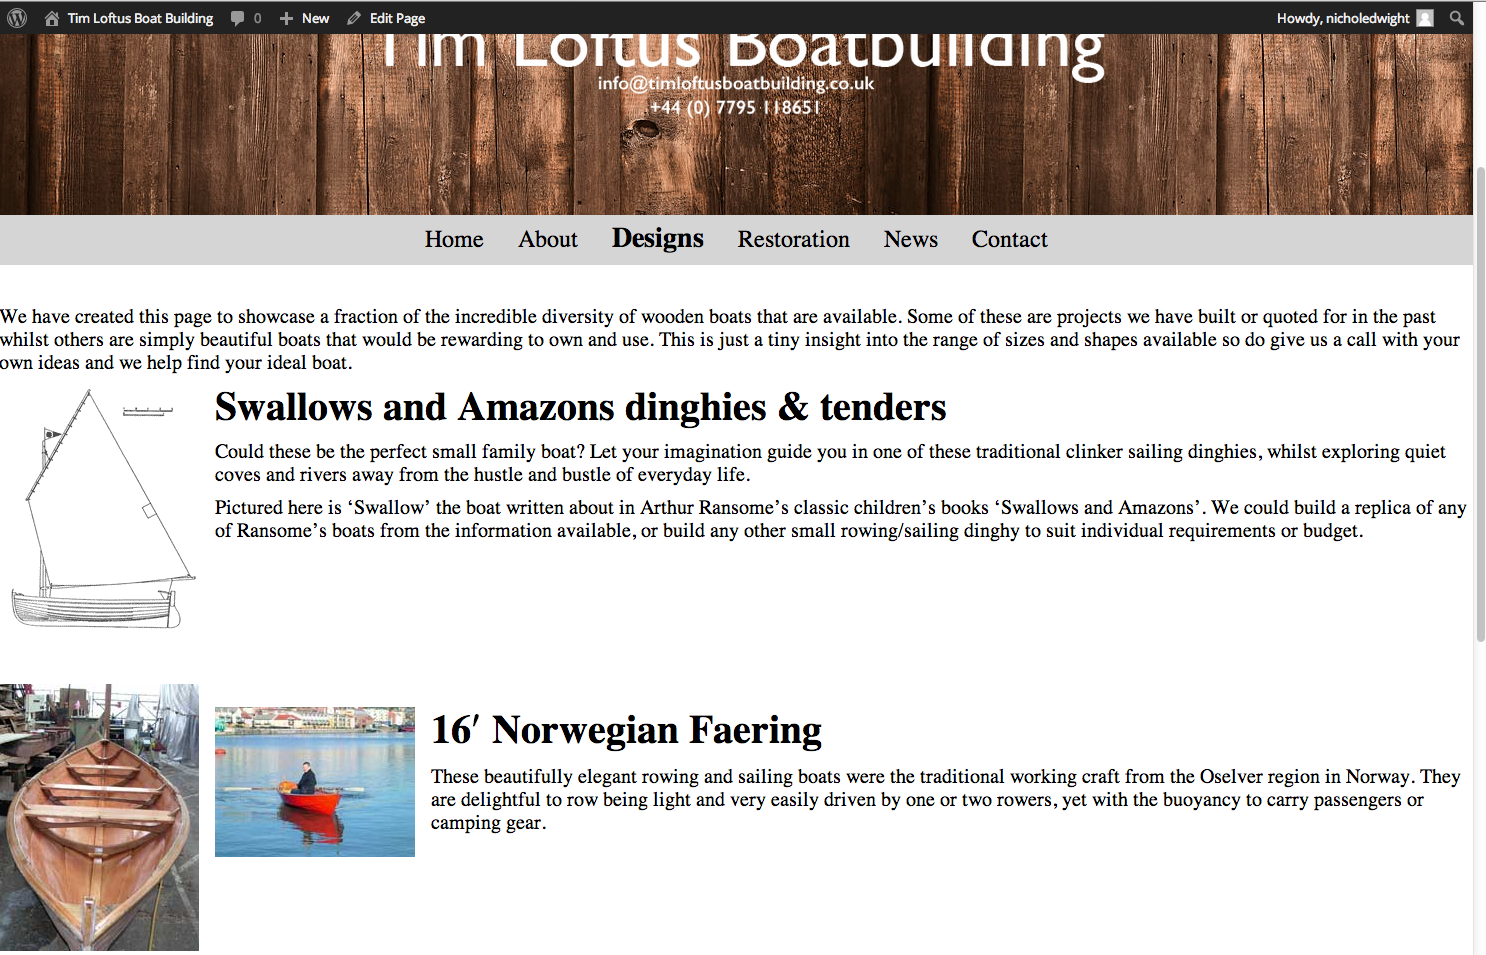 Tim Loftus Boat Building 0 New Edit Page Howdy, nicholedwight
Tim Loftus Boatbuilding
info@timloftusboatbuilding.co.uk
+44 (0) 7795 118651
Home About Designs Restoration News Contact
We have created this page to showcase a fraction of the incredible diversity of wooden boats that are available. Some of these are projects we have built or quoted for in the past
whilst others are simply beautiful boats that would be rewarding to own and use. This is just a tiny insight into the range of sizes and shapes available so do give us a call with your
own ideas and we help find your ideal boat.
Swallows and Amazons dinghies & tenders
Could these be the perfect small family boat? Let your imagination guide you in one of these traditional clinker sailing dinghies, whilst exploring quiet
coves and rivers away from the hustle and bustle of everyday life.
Pictured here is ‘Swallow’ the boat written about in Arthur Ransome’s classic children’s books ‘Swallows and Amazons’. We could build a replica of any
of Ransome’s boats from the information available, or build any other small rowing/sailing dinghy to suit individual requirements or budget.
16′ Norwegian Faering
These beautifully elegant rowing and sailing boats were the traditional working craft from the Oselver region in Norway. They
are delightful to row being light and very easily driven by one or two rowers, yet with the buoyancy to carry passengers or
camping gear.